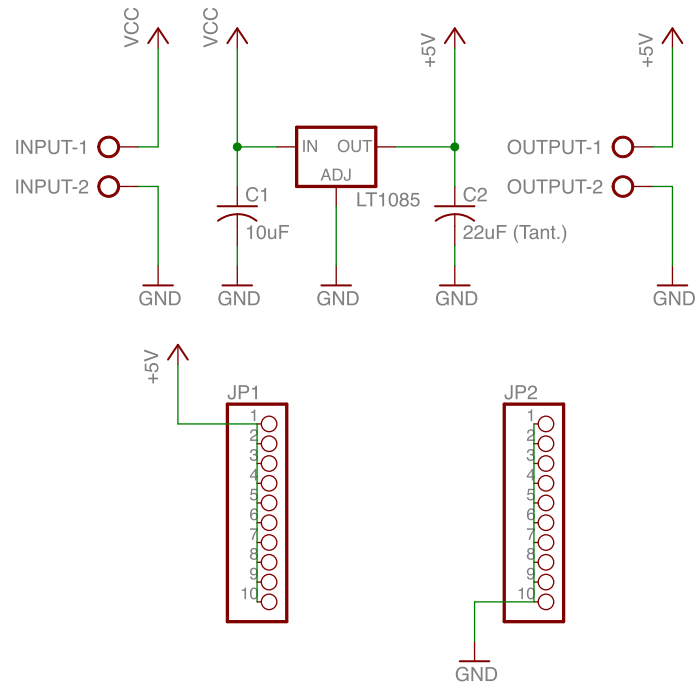 VCC
VCC
+5V
+5V
INPUT-1
IN
OUT
OUTPUT-1
INPUT-2
ADJ
OUTPUT-2
C1
LT1085
C2
10uF
22uF (Tant.)
GND
GND
GND
GND
GND
+5V
JP1
1
2
3
4
5
6
7
8
9
10
JP2
1
2
3
4
5
6
7
8
9
10
GND